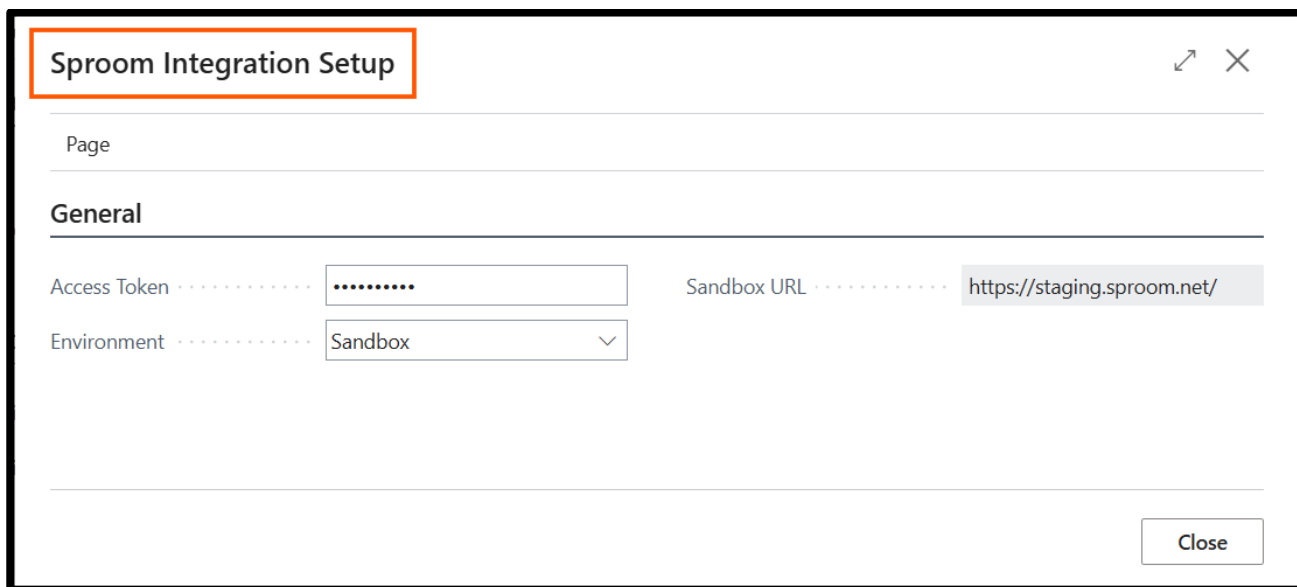 Sproom Integration Setup
Page
General
Access Token ·········· Sandbox URL https://staging.sproom.net/
Environment Sandbox
Close